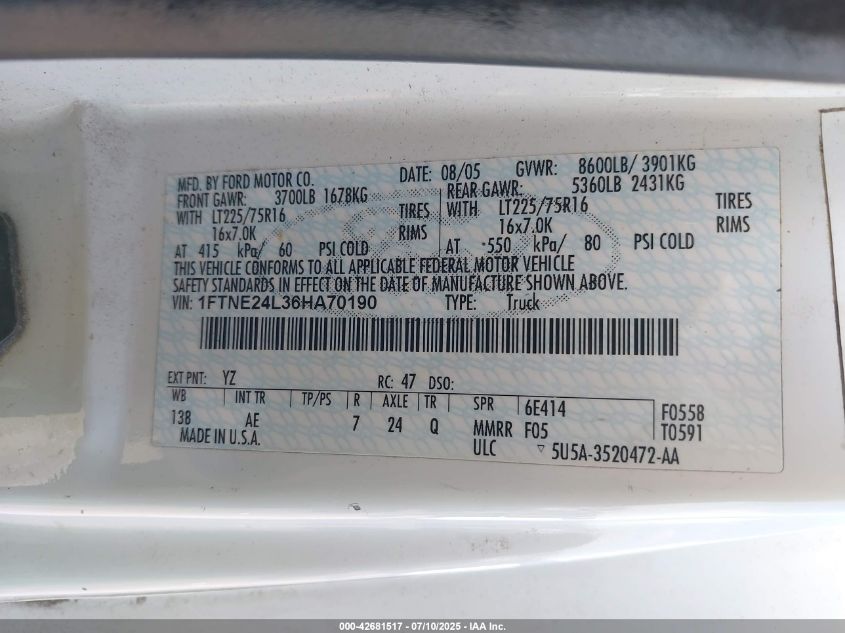 MFD. BY FORD MOTOR CO. DATE: 08/05 GVWR: 8600LB/ 3901KG
FRONT GAWR: 3700LB 1678KG REAR GAWR: 5360LB 2431KG
WITH LT225/75R16 TIRES WITH LT225/75R16 TIRES
16x7.0K RIMS 16x7.0K RIMS
AT 415 kPa/ 60 PSI COLD AT 550 kPa/ 80 PSI COLD
THIS VEHICLE CONFORMS TO ALL APPLICABLE FEDERAL MOTOR VEHICLE
SAFETY STANDARDS IN EFFECT ON THE DATE OF MANUFACTURE SHOWN ABOVE.
VIN: 1FTNE24L36HA70190 TYPE: Truck
EXT PNT: YZ RC: 47 DSO:
WB INT TR TP/PS R AXLE TR SPR 6E414 F0558
138 AE 7 24 Q MMRR F05 T0591
MADE IN U.S.A. ULC ▽ 5U5A-3520472-AA
000-42681517 - 07/10/2025 - IAA Inc.